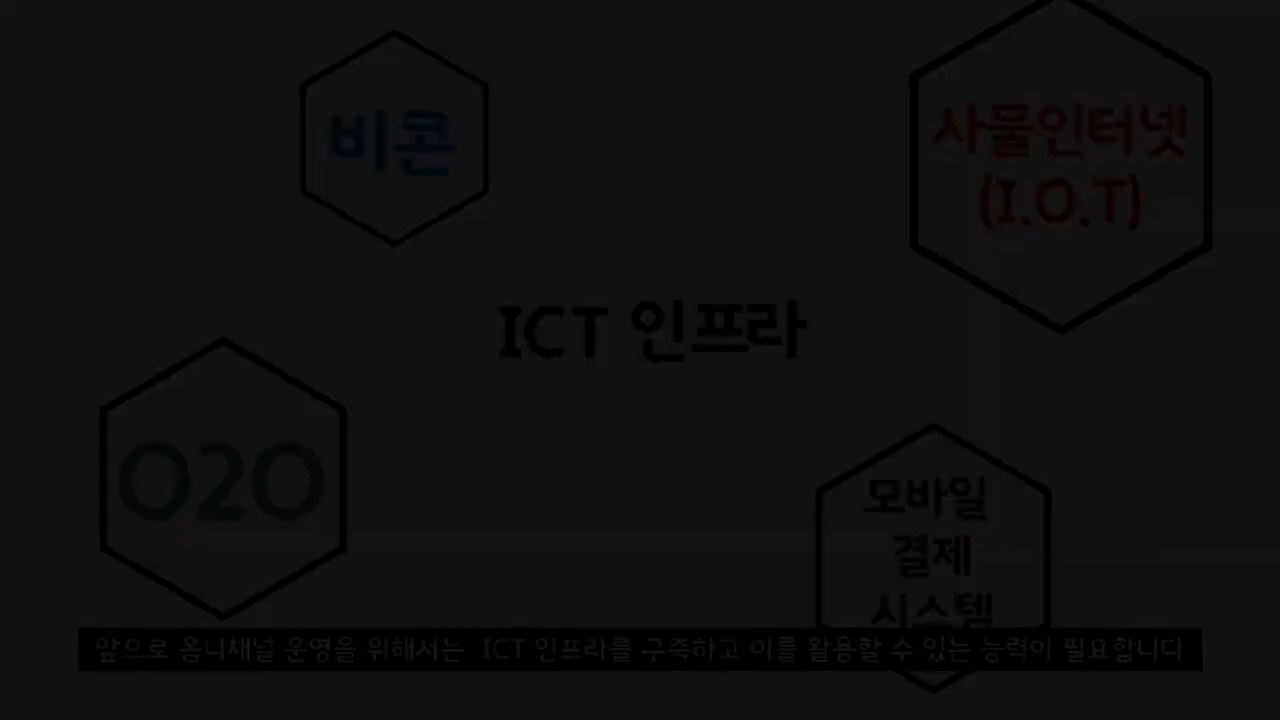 비콘
사물인터넷
(I.O.T)
ICT 인프라
O2O
모바일
결제
시스템
앞으로 옴니채널 운영을 위해서는 ICT 인프라를 구축하고 이를 활용할 수 있는 능력이 필요합니다